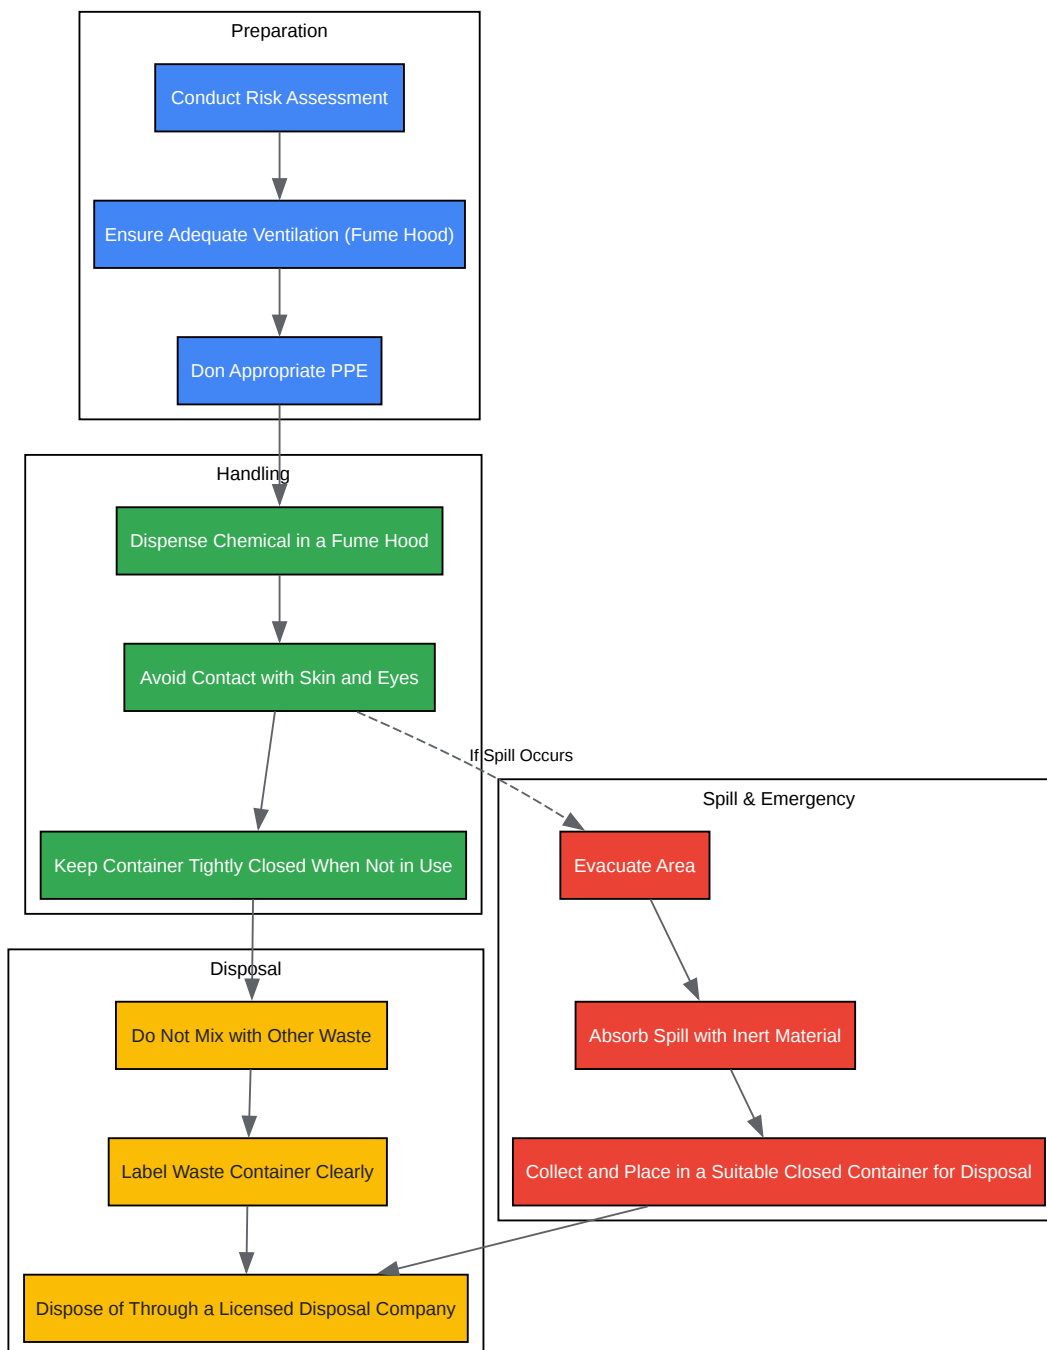 Preparation
Conduct Risk Assessment
Ensure Adequate Ventilation (Fume Hood)
Don Appropriate PPE
Handling
Dispense Chemical in a Fume Hood
Avoid Contact with Skin and Eyes
If Spill Occurs
Keep Container Tightly Closed When Not in Use
Spill & Emergency
Evacuate Area
Absorb Spill with Inert Material
Collect and Place in a Suitable Closed Container for Disposal
Disposal
Do Not Mix with Other Waste
Label Waste Container Clearly
Dispose of Through a Licensed Disposal Company